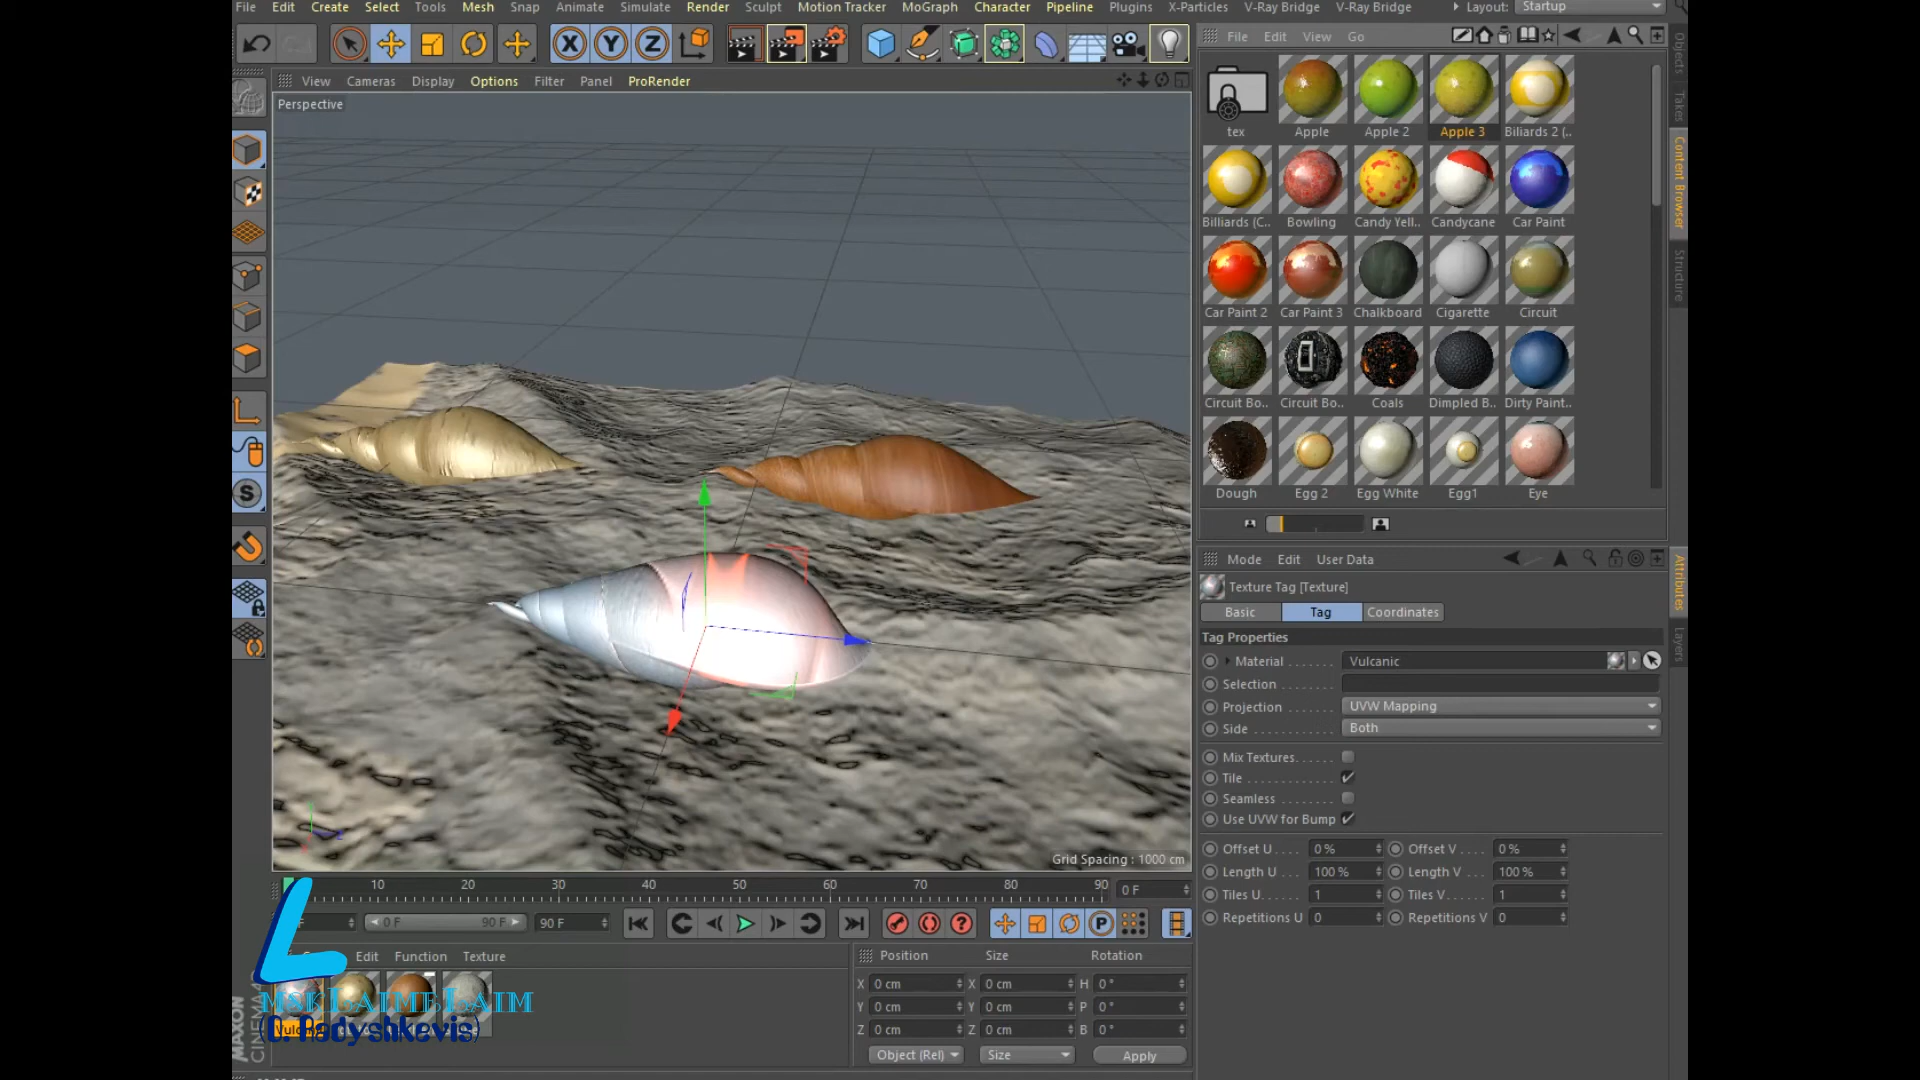 File Edit Create Select Tools Mesh Snap Animate Simulate Render Sculpt Motion Tracker MoGraph Character Pipeline Plugins X-Particles V-Ray Bridge V-Ray Bridge Layout: Startup
X Y Z
File Edit View Go
View Cameras Display Options Filter Panel ProRender
Perspective
tex Apple Apple 2 Apple 3 Biliards 2 (..
Billiards (C.. Bowling Candy Yell.. Candycane Car Paint
Car Paint 2 Car Paint 3 Chalkboard Cigarette Circuit
Circuit Bo.. Circuit Bo... Coals Dimpled B.. Dirty Paint..
Dough Egg 2 Egg White Egg1 Eye
Objects
Takes
Content Browser
Structure
Mode Edit User Data
Texture Tag [Texture]
Basic Tag Coordinates
Tag Properties
Material Vulcanic
Selection
Projection UVW Mapping
Side Both
Mix Textures
Tile
Seamless
Use UVW for Bump
Offset U 0 % Offset V 0 %
Length U 100 % Length V 100 %
Tiles U 1 Tiles V 1
Repetitions U 0 Repetitions V 0
Attributes
Layers
S
Grid Spacing : 1000 cm
10 20 30 40 50 60 70 80 90 0 F
0 F 90 F 90 F
P
Edit Function Texture
Position Size Rotation
X 0 cm X 0 cm H 0 °
Y 0 cm Y 0 cm P 0 °
Z 0 cm Z 0 cm B 0 °
Object (Rel) Size Apply
MAXON
CINEMA 4
L